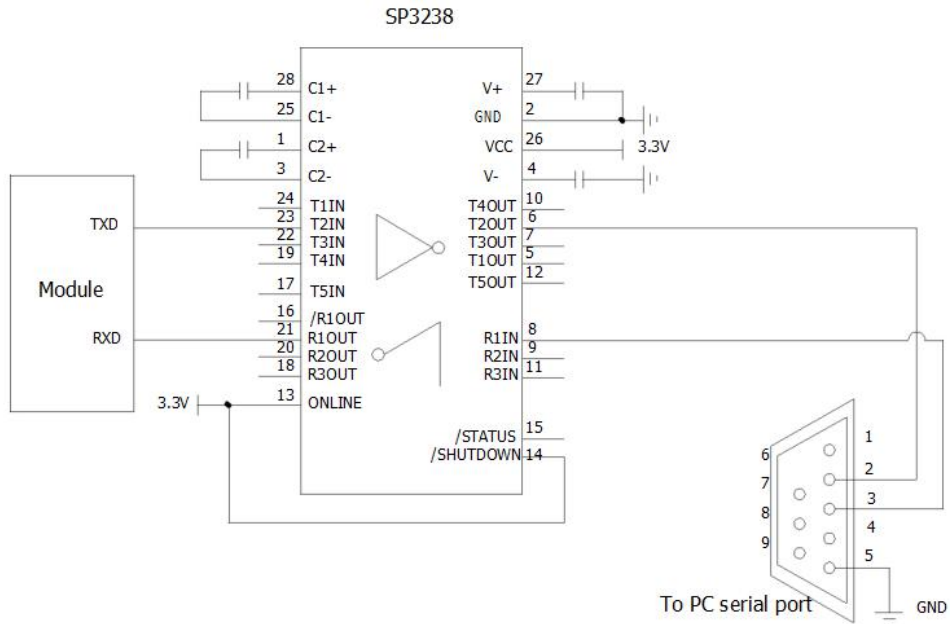 SP3238
28 C1+ V+ 27
25 C1- GND 2
1 C2+ VCC 26 3.3V
3 C2- V- 4
24 T1IN T4OUT 10
TXD 23 T2IN T2OUT 6
22 T3IN T3OUT 7
19 T4IN T1OUT 5
17 T5IN T5OUT 12
Module
16 /R1OUT
RXD 21 R1OUT R1IN 8
20 R2OUT R2IN 9
18 R3OUT R3IN 11
3.3V 13 ONLINE
/STATUS 15
/SHUTDOWN 14
1
6
2
7
3
8
4
9
5
To PC serial port GND